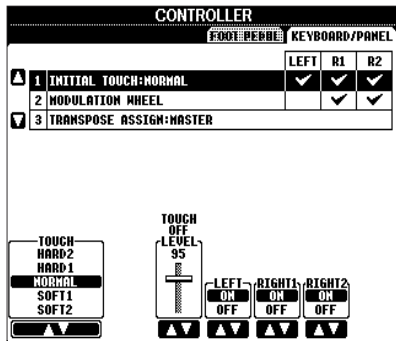 CONTROLLER
FOOT PEDAL KEYBOARD/PANEL
LEFT R1 R2
1 INITIAL TOUCH:NORMAL
2 MODULATION WHEEL
3 TRANSPOSE ASSIGN:MASTER
TOUCH
HARD2
HARD1
NORMAL
SOFT1
SOFT2
TOUCH
OFF
LEVEL
95
LEFT RIGHT1 RIGHT2
ON ON ON
OFF OFF OFF